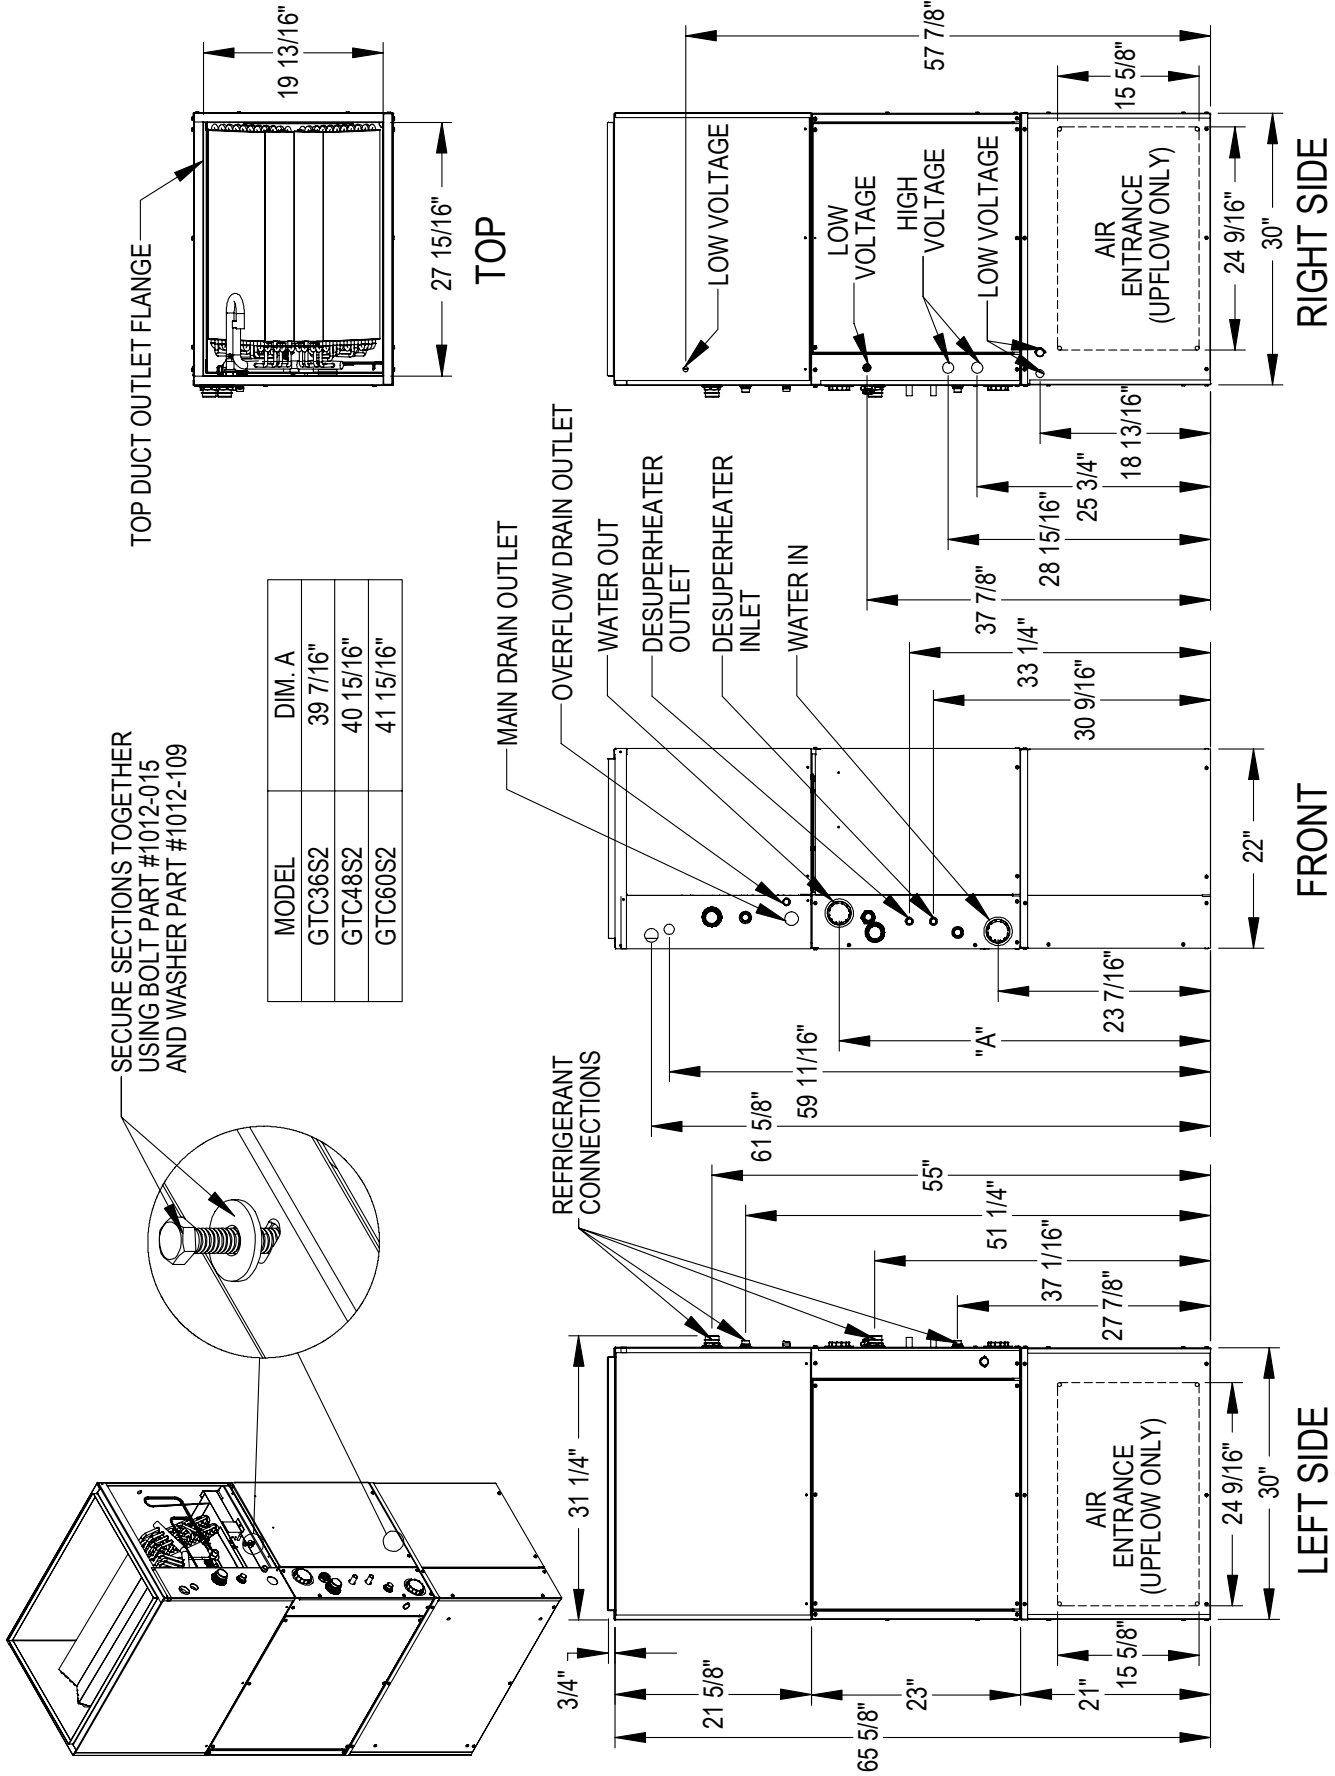 SECURE SECTIONS TOGETHER
USING BOLT PART #1012-015
AND WASHER PART #1012-109
MODEL DIM. A
GTC36S2 39 7/16"
GTC48S2 40 15/16"
GTC60S2 41 15/16"
TOP DUCT OUTLET FLANGE
19 13/16"
27 15/16"
TOP
31 1/4"
3/4"
21 5/8"
23"
21"
65 5/8"
15 5/8"
AIR
ENTRANCE
(UPFLOW ONLY)
24 9/16"
30"
REFRIGERANT
CONNECTIONS
55"
51 1/4"
37 1/16"
27 7/8"
LEFT SIDE
61 5/8"
59 11/16"
"A"
23 7/16"
MAIN DRAIN OUTLET
OVERFLOW DRAIN OUTLET
WATER OUT
DESUPERHEATER
OUTLET
DESUPERHEATER
INLET
WATER IN
33 1/4"
30 9/16"
22"
FRONT
37 7/8"
28 15/16"
25 3/4"
18 13/16"
LOW VOLTAGE
LOW
VOLTAGE
HIGH
VOLTAGE
LOW VOLTAGE
57 7/8"
15 5/8"
AIR
ENTRANCE
(UPFLOW ONLY)
24 9/16"
30"
RIGHT SIDE